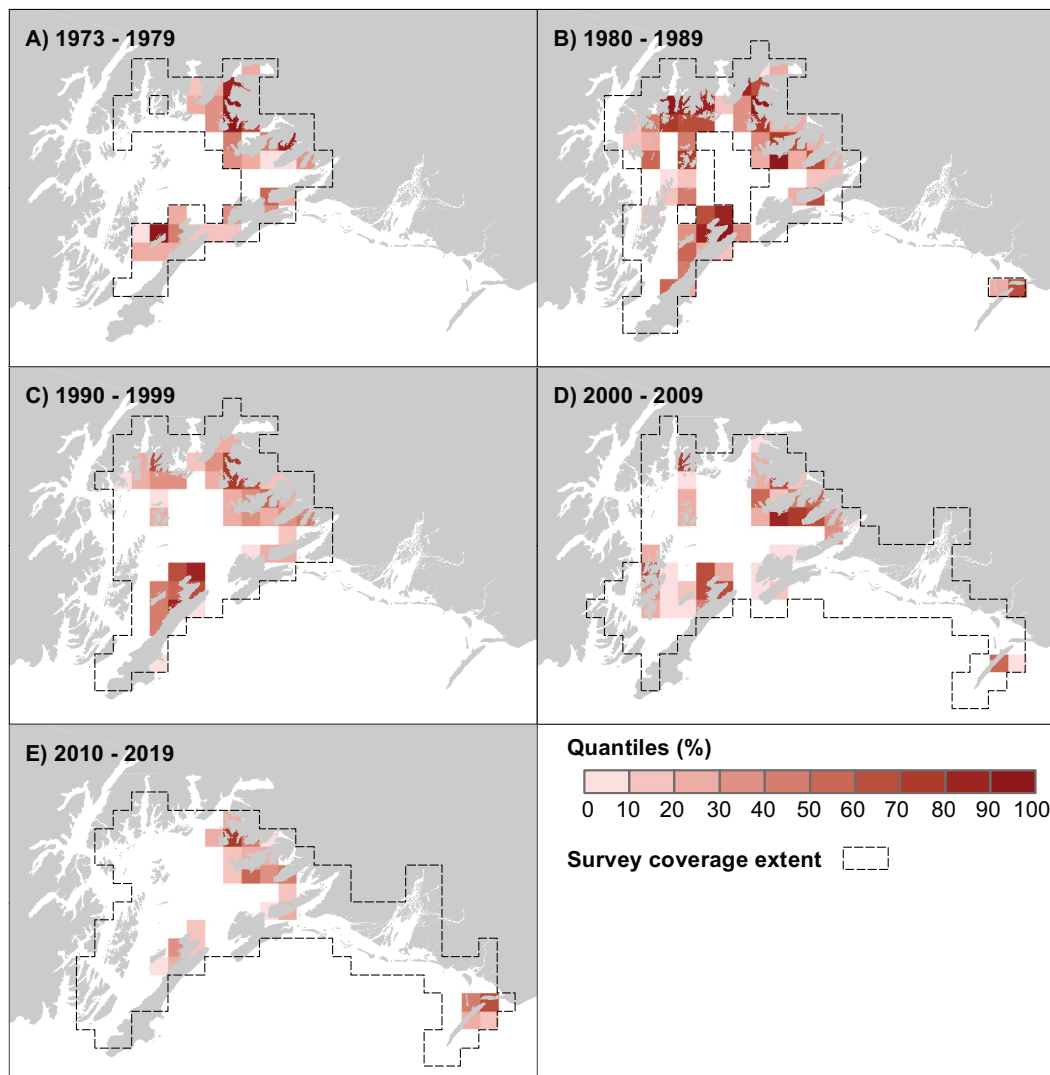 A) 1973 - 1979
B) 1980 - 1989
C) 1990 - 1999
D) 2000 - 2009
E) 2010 - 2019
Quantiles (%)
0 10 20 30 40 50 60 70 80 90 100
Survey coverage extent